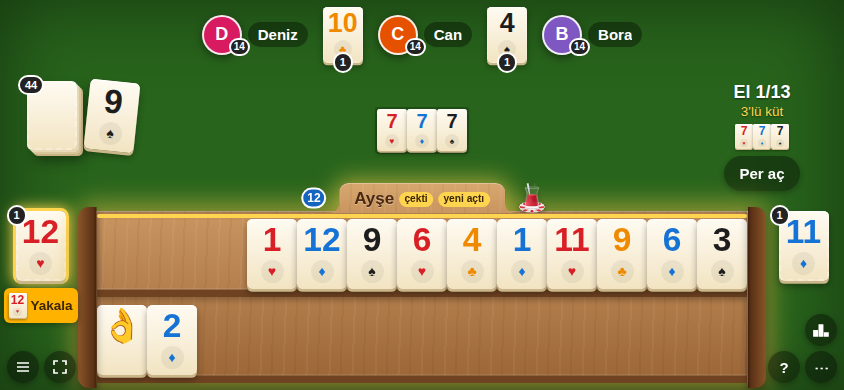 D 14 Deniz 10 1 C 14 Can 4 1 B 14 Bora
44 9
7 7 7
El 1/13
3'lü küt
7 7 7
Per aç
12 Ayşe çekti yeni açtı
1 12
1 12 9 6 4 1 11 9 6 3
1 11
12 Yakala
2
?